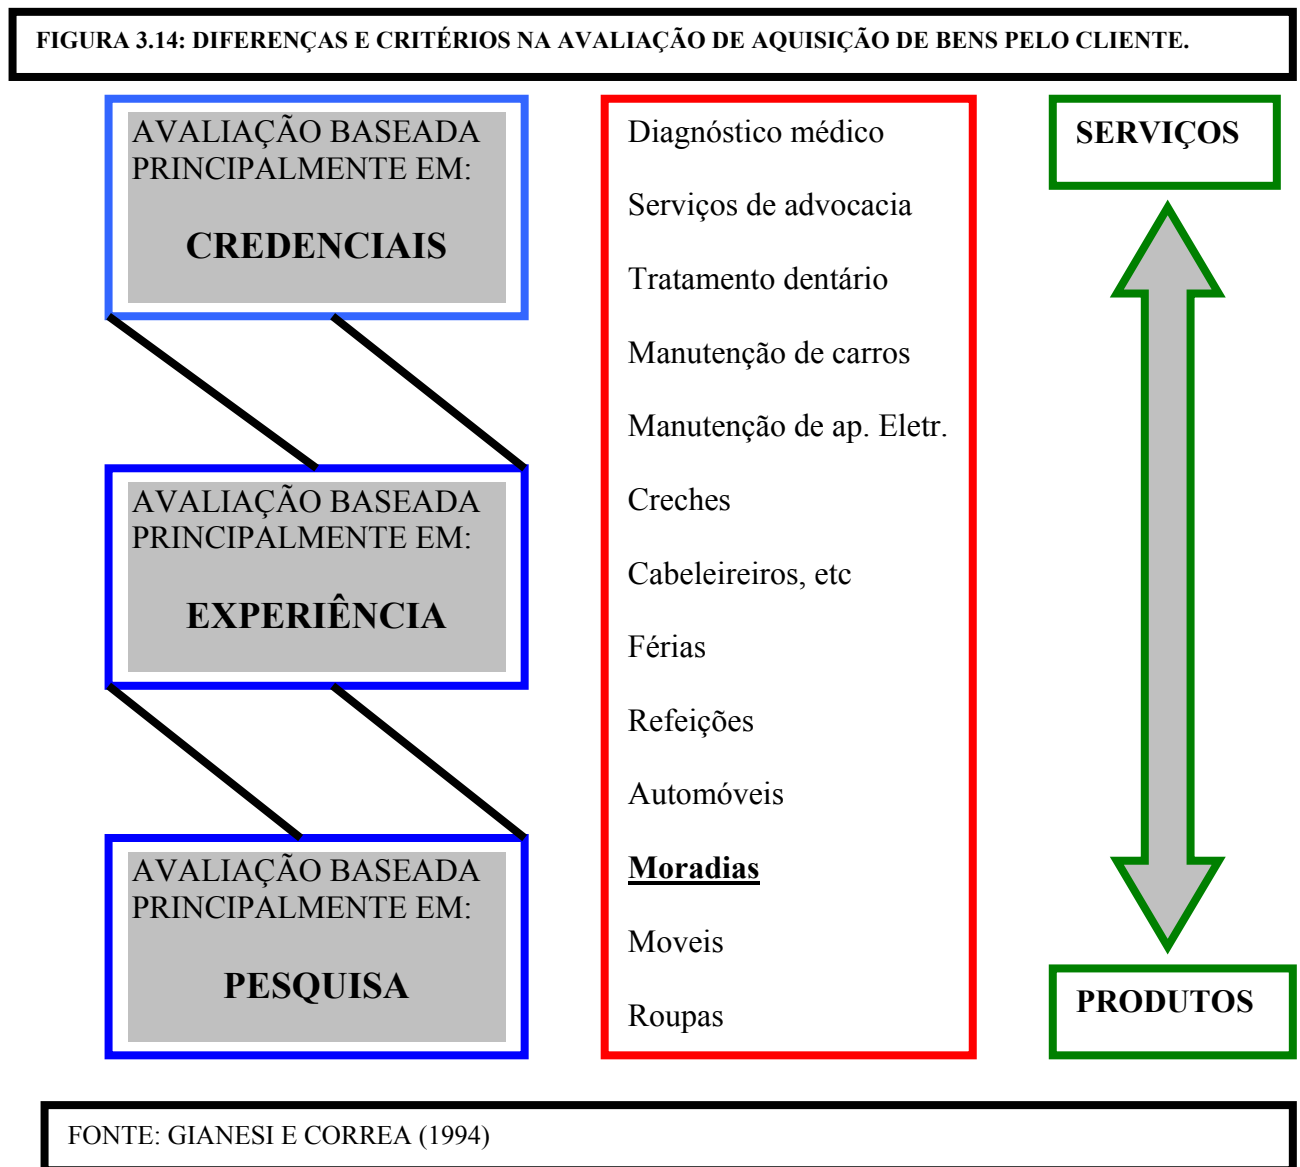 FIGURA 3.14: DIFERENÇAS E CRITÉRIOS NA AVALIAÇÃO DE AQUISIÇÃO DE BENS PELO CLIENTE.
AVALIAÇÃO BASEADA
PRINCIPALMENTE EM:
CREDENCIAIS
AVALIAÇÃO BASEADA
PRINCIPALMENTE EM:
EXPERIÊNCIA
AVALIAÇÃO BASEADA
PRINCIPALMENTE EM:
PESQUISA
Diagnóstico médico
Serviços de advocacia
Tratamento dentário
Manutenção de carros
Manutenção de ap. Eletr.
Creches
Cabeleireiros, etc
Férias
Refeições
Automóveis
Moradias
Moveis
Roupas
SERVIÇOS
PRODUTOS
FONTE: GIANESI E CORREA (1994)